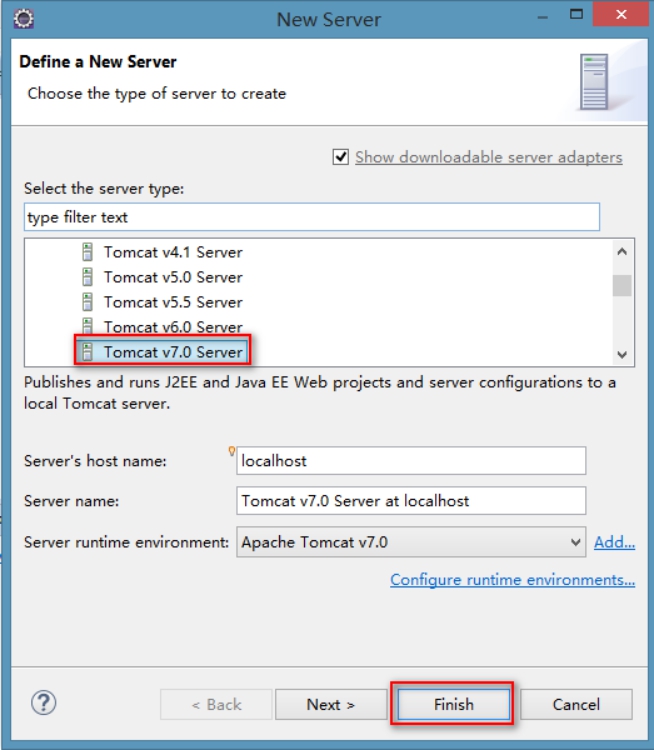 New Server
Define a New Server
Choose the type of server to create
Show downloadable server adapters
Select the server type:
type filter text
Tomcat v4.1 Server
Tomcat v5.0 Server
Tomcat v5.5 Server
Tomcat v6.0 Server
Tomcat v7.0 Server
Publishes and runs J2EE and Java EE Web projects and server configurations to a
local Tomcat server.
Server's host name: localhost
Server name: Tomcat v7.0 Server at localhost
Server runtime environment: Apache Tomcat v7.0 Add...
Configure runtime environments...
? < Back Next > Finish Cancel